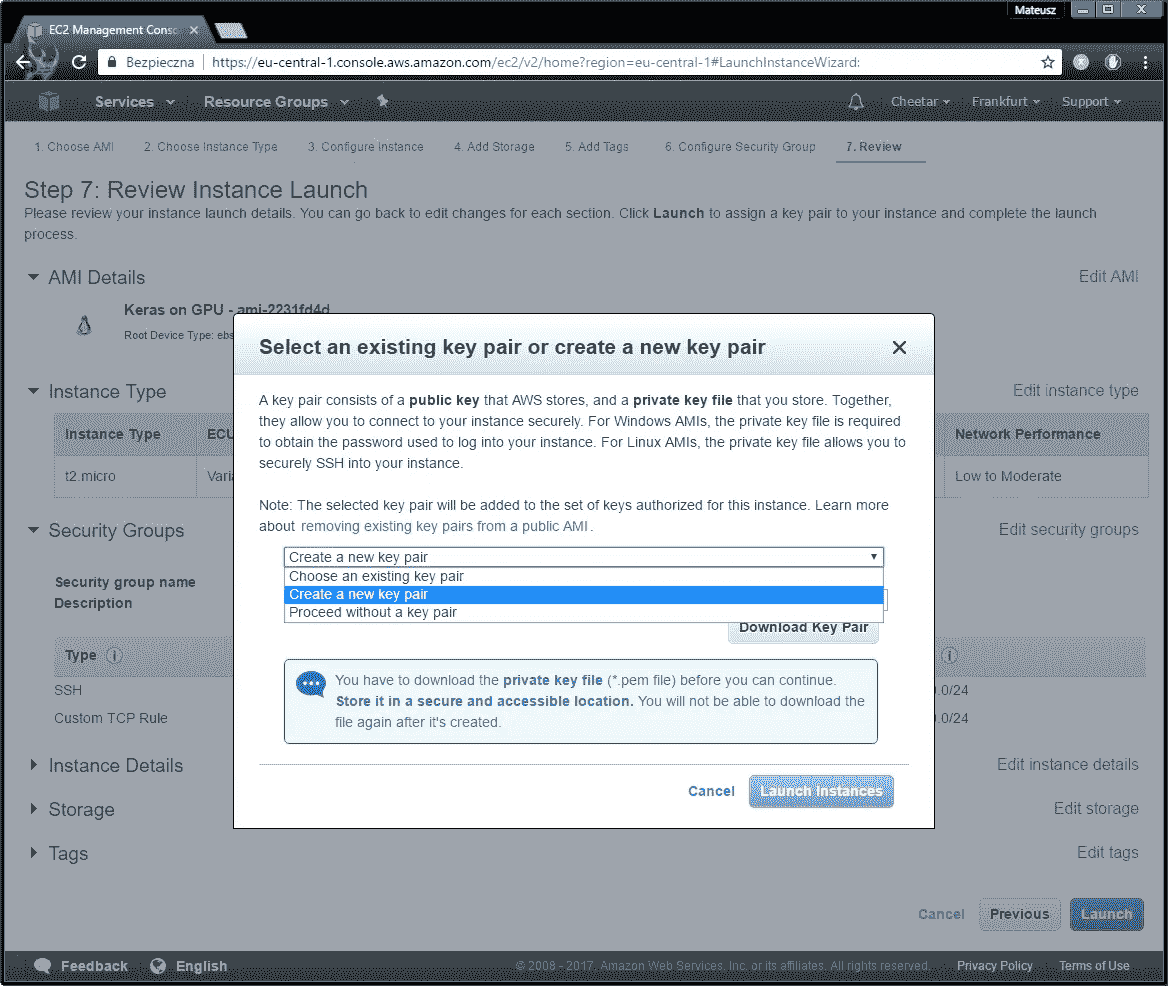 Mateusz
EC2 Management Conso
Bezpieczna https://eu-central-1.console.aws.amazon.com/ec2/v2/home?region=eu-central-1#LaunchInstanceWizard:
Services Resource Groups Cheetar Frankfurt Support
1. Choose AMI 2. Choose Instance Type 3. Configure Instance 4. Add Storage 5. Add Tags 6. Configure Security Group 7. Review
Step 7: Review Instance Launch
Please review your instance launch details. You can go back to edit changes for each section. Click Launch to assign a key pair to your instance and complete the launch
process.
AMI Details Edit AMI
Keras on GPU - ami-2231fd4d
Root Device Type: ebs
Select an existing key pair or create a new key pair
A key pair consists of a public key that AWS stores, and a private key file that you store. Together,
they allow you to connect to your instance securely. For Windows AMIs, the private key file is required
to obtain the password used to log into your instance. For Linux AMIs, the private key file allows you to
securely SSH into your instance.
Note: The selected key pair will be added to the set of keys authorized for this instance. Learn more
about removing existing key pairs from a public AMI.
Create a new key pair
Choose an existing key pair
Create a new key pair
Proceed without a key pair
Download Key Pair
You have to download the private key file (*.pem file) before you can continue.
Store it in a secure and accessible location. You will not be able to download the
file again after it's created.
Cancel Launch Instances
Instance Type Edit instance type
Instance Type ECU Network Performance
t2.micro Varia Low to Moderate
Security Groups Edit security groups
Security group name
Description
Type
SSH .0/24
Custom TCP Rule .0/24
Instance Details Edit instance details
Storage Edit storage
Tags Edit tags
Cancel Previous Launch
Feedback English © 2008 - 2017, Amazon Web Services, Inc. or its affiliates. All rights reserved. Privacy Policy Terms of Use